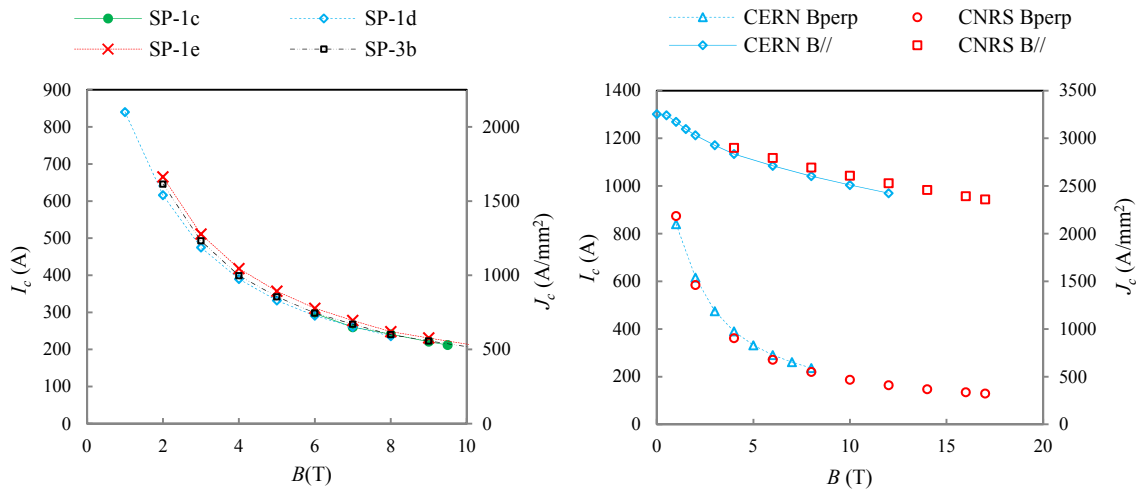 SP-1c SP-1d
SP-1e SP-3b
900
800
700
600
500
400
300
200
100
0
I_c (A)
2000
1500
1000
500
0
J_c (A/mm²)
0 2 4 6 8 10
B(T)
CERN Bperp CNRS Bperp
CERN B// CNRS B//
1400
1200
1000
800
600
400
200
0
I_c (A)
3500
3000
2500
2000
1500
1000
500
0
J_c (A/mm²)
0 5 10 15 20
B (T)